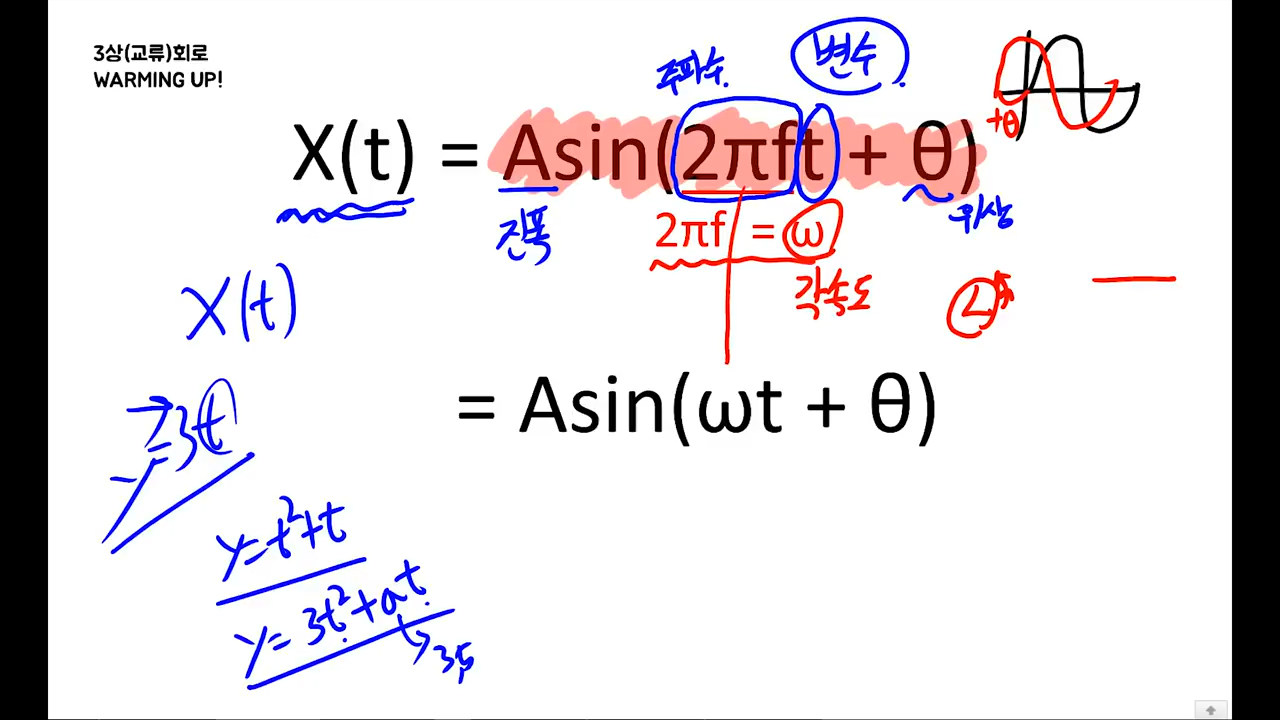 3상(교류)회로
WARMING UP!
주파수
변수
X(t) = Asin(2πft + θ)
+θ
진폭
2πf = ω
위상
각속도
X(t)
= Asin(ωt + θ)
y=3t
y=t²+t
y=3t²+at